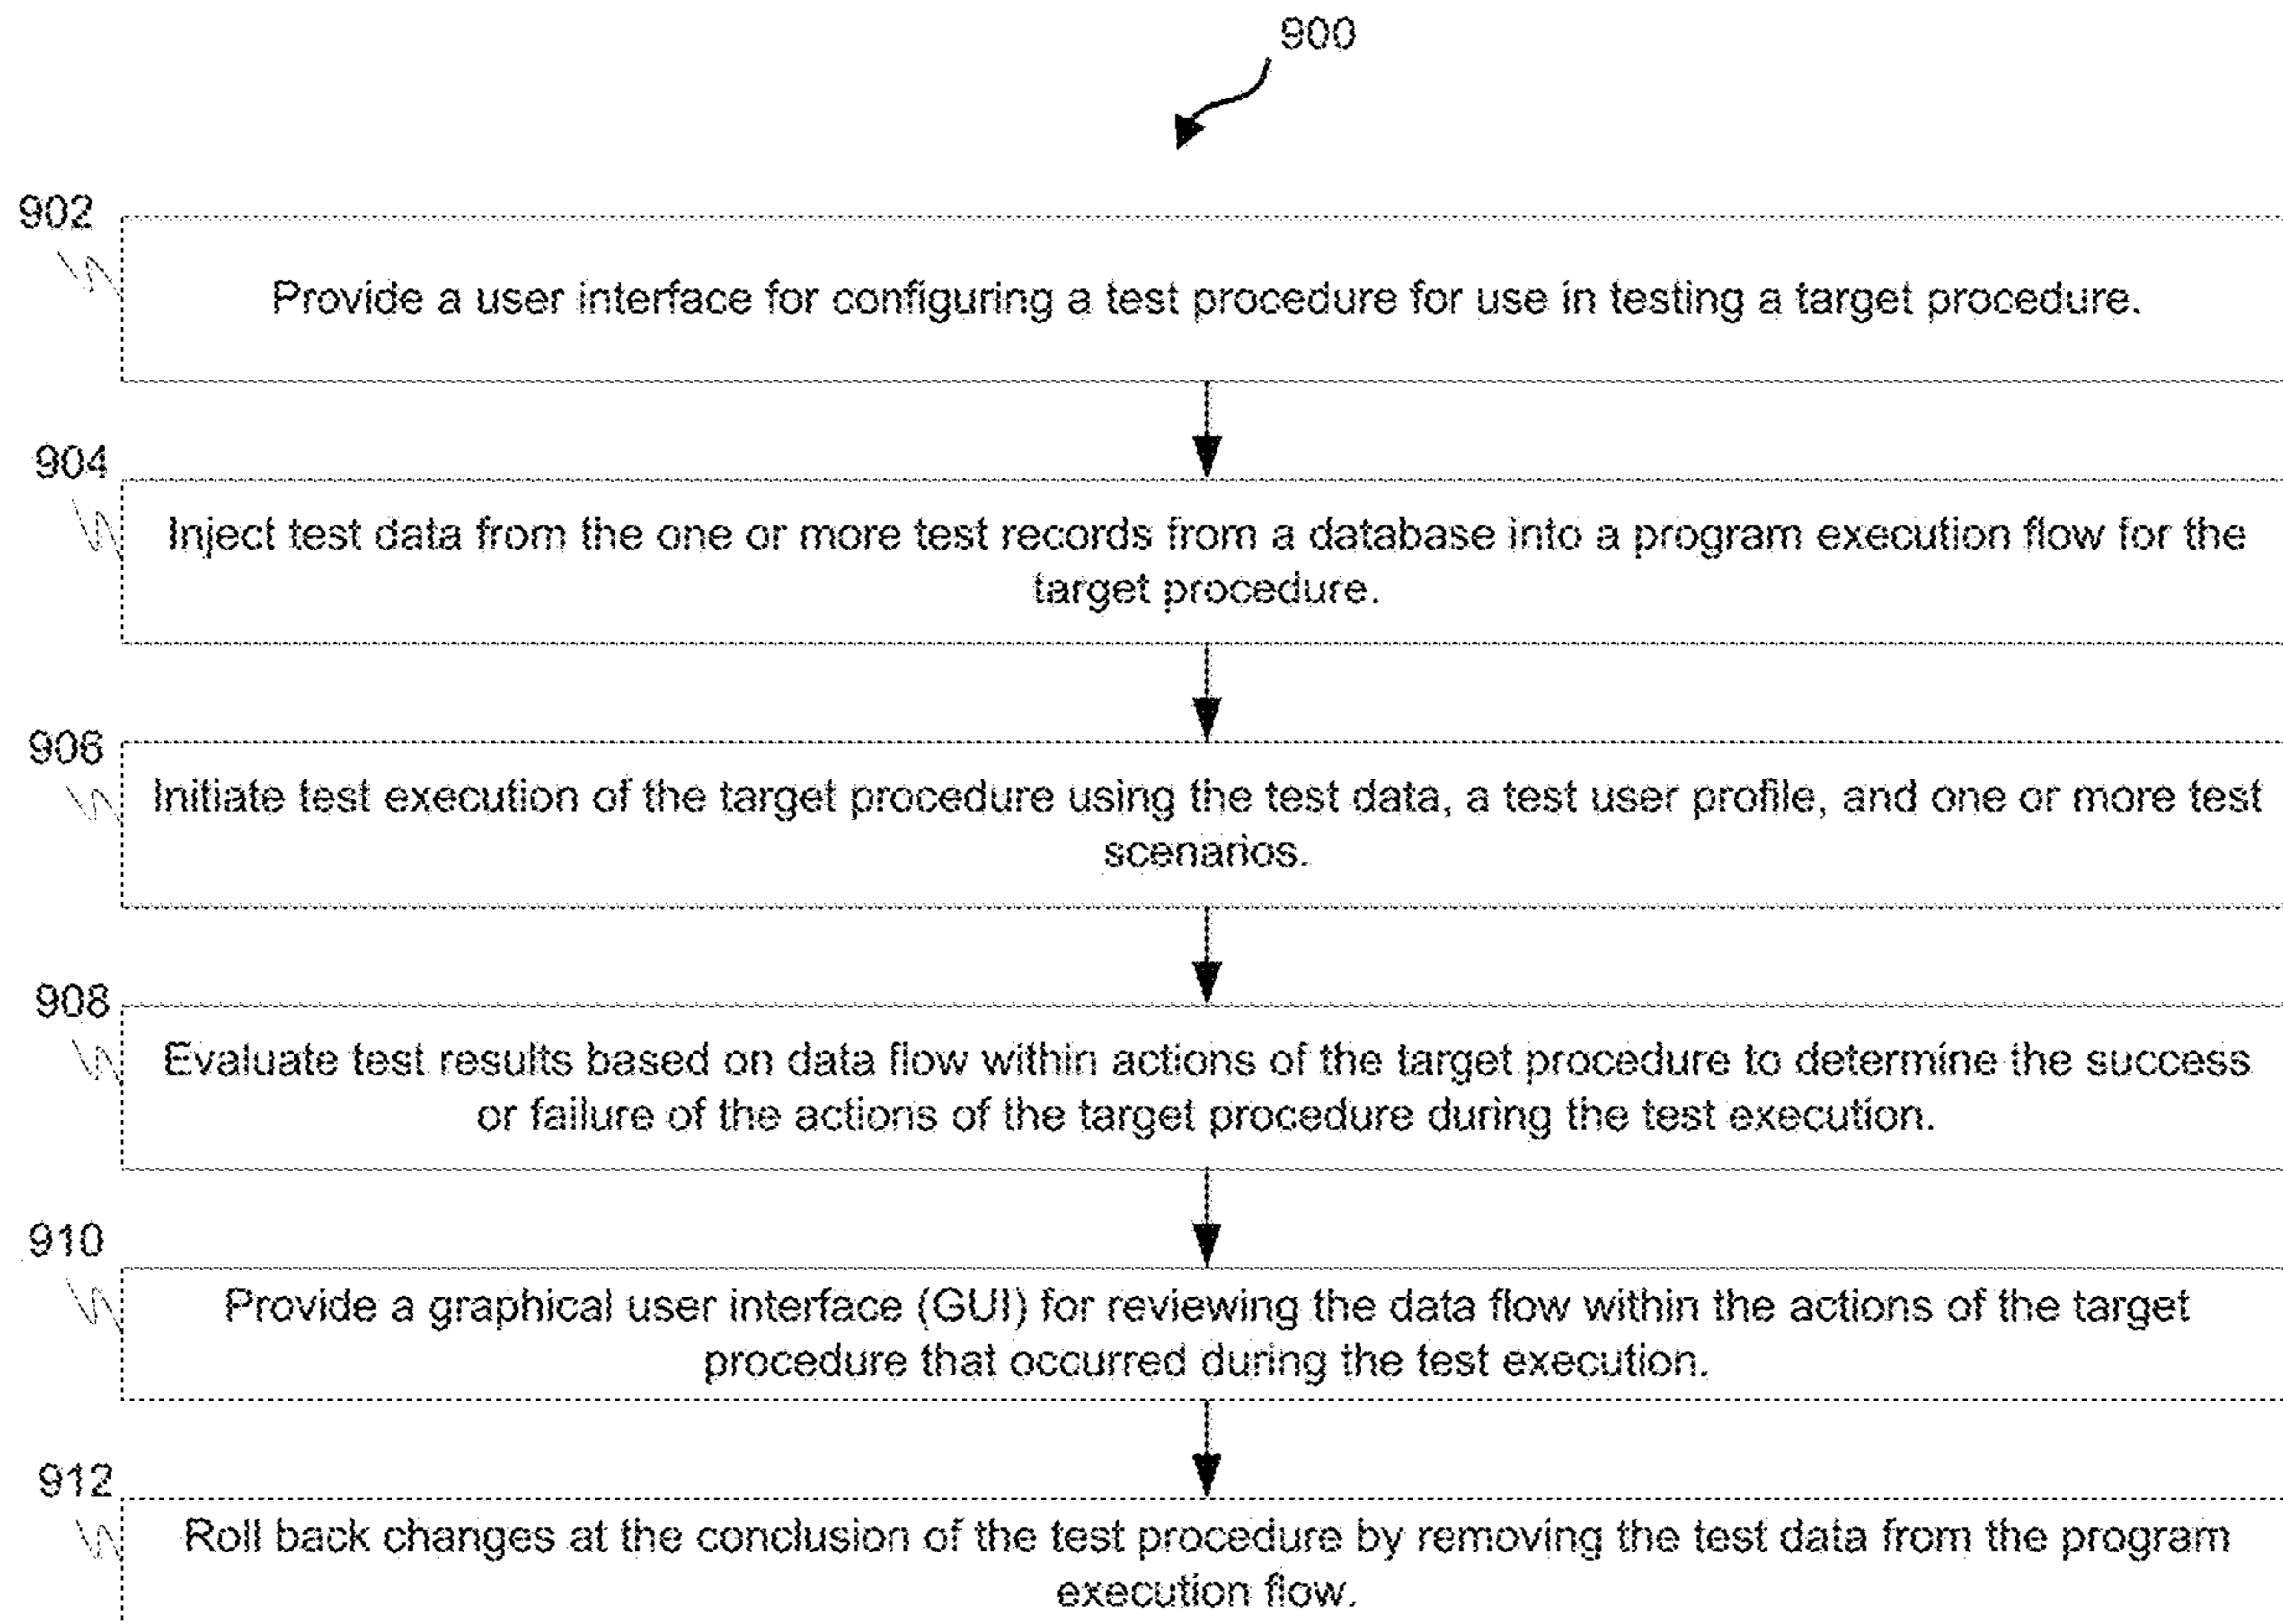 900
902
Provide a user interface for configuring a test procedure for use in testing a target procedure.
904
Inject test data from the one or more test records from a database into a program execution flow for the
target procedure.
906
Initiate test execution of the target procedure using the test data, a test user profile, and one or more test
scenarios.
908
Evaluate test results based on data flow within actions of the target procedure to determine the success
or failure of the actions of the target procedure during the test execution.
910
Provide a graphical user interface (GUI) for reviewing the data flow within the actions of the target
procedure that occurred during the test execution.
912
Roll back changes at the conclusion of the test procedure by removing the test data from the program
execution flow.